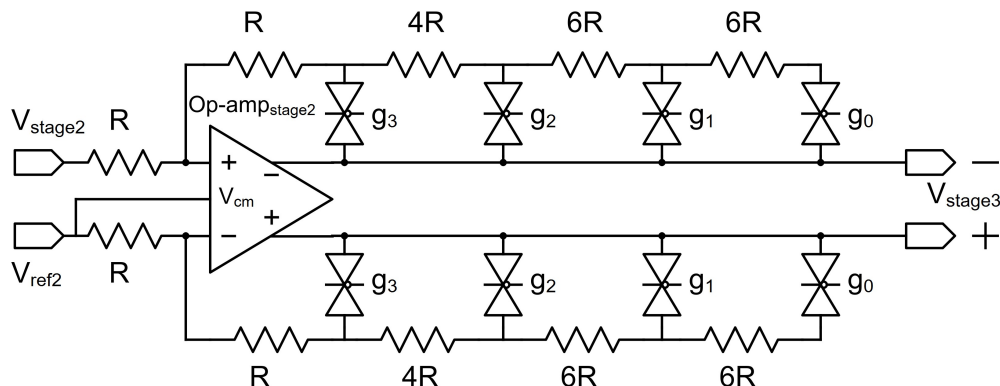 R 4R 6R 6R
Op-amp_stage2
V_stage2 R
g_3 g_2 g_1 g_0
+ −
V_cm
V_stage3 −
+ −
V_ref2 R
+
g_3 g_2 g_1 g_0
R 4R 6R 6R